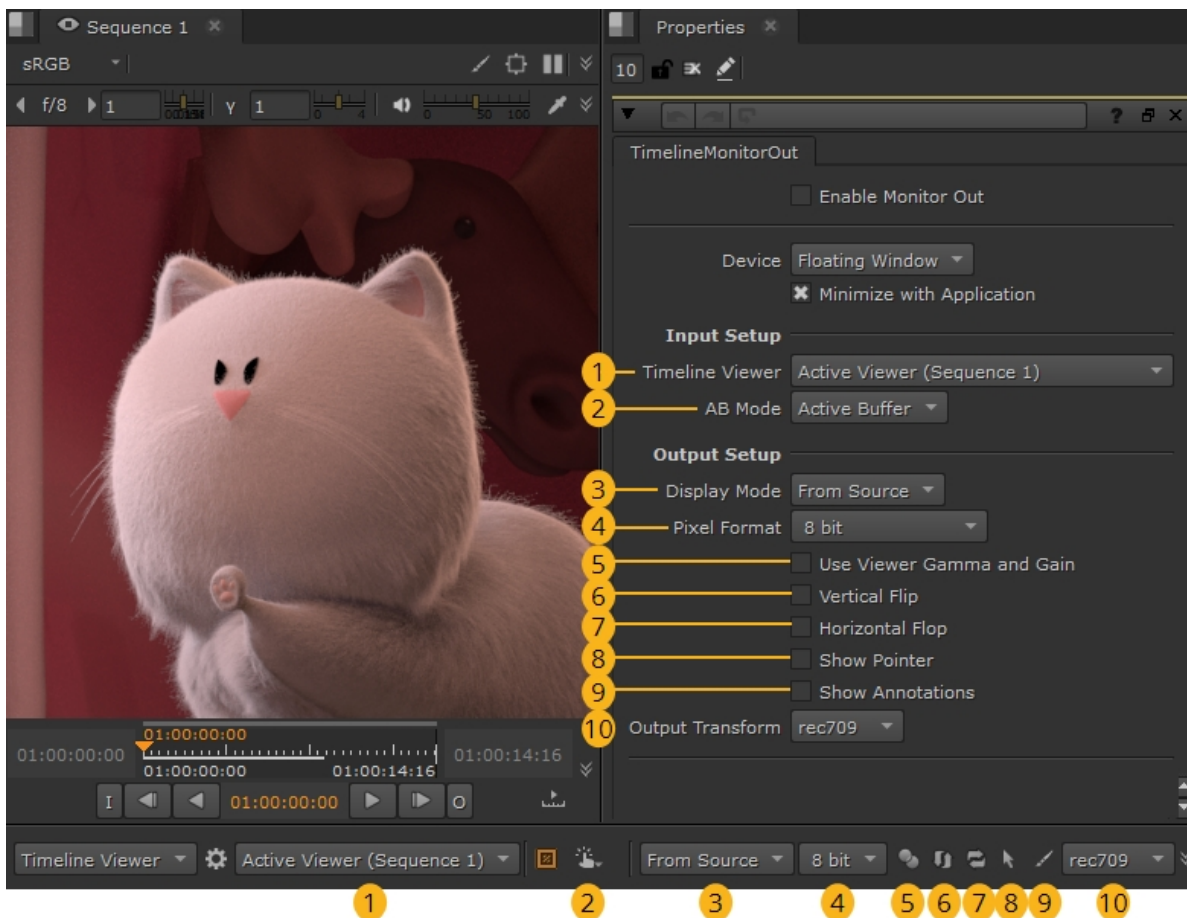 Sequence 1
sRGB
f/8 1 γ 1 0 4 0 50 100
01:00:00:00
01:00:00:00
01:00:00:00 01:00:14:16
01:00:14:16
I 01:00:00:00 O
Properties
10
?
TimelineMonitorOut
Enable Monitor Out
Device Floating Window
Minimize with Application
Input Setup
1 Timeline Viewer Active Viewer (Sequence 1)
2 AB Mode Active Buffer
Output Setup
3 Display Mode From Source
4 Pixel Format 8 bit
5 Use Viewer Gamma and Gain
6 Vertical Flip
7 Horizontal Flop
8 Show Pointer
9 Show Annotations
10 Output Transform rec709
Timeline Viewer Active Viewer (Sequence 1) From Source 8 bit rec709
1 2 3 4 5 6 7 8 9 10